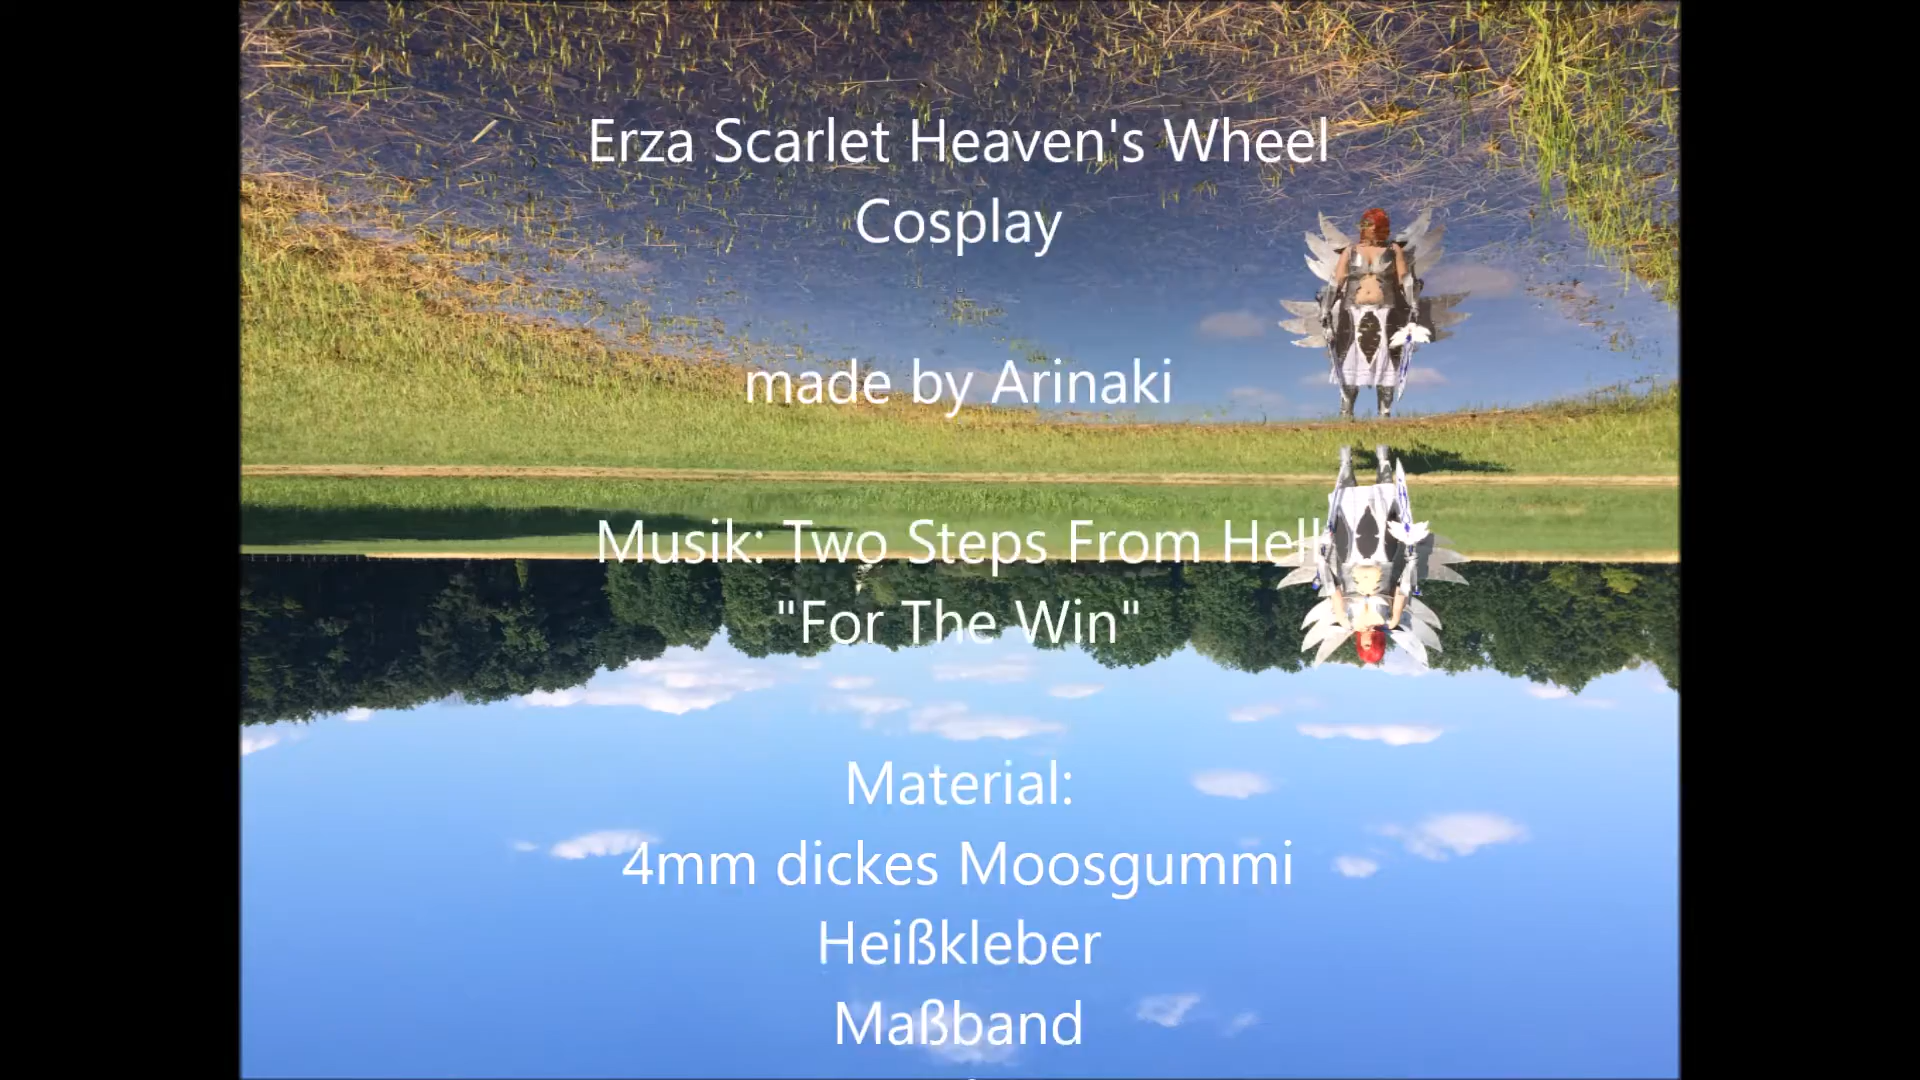 Erza Scarlet Heaven's Wheel
Cosplay
made by Arinaki
Musik: Two Steps From Hell
"For The Win"
Material:
4mm dickes Moosgummi
Heißkleber
Maßband